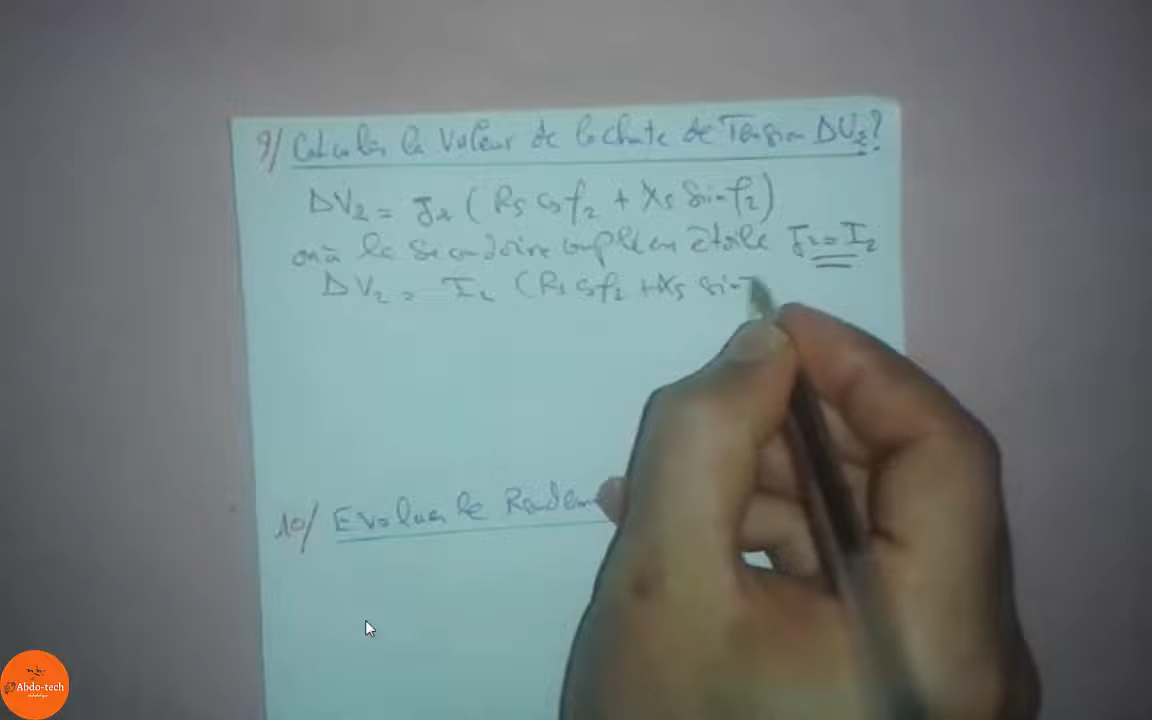 9/ Calculer la Valeur de la chute de Tension ΔV₂?
ΔV₂ = J₂ ( Rs cosφ₂ + Xs sinφ₂)
on a le secondaire couplé en étoile J₂ = I₂
ΔV₂ = I₂ (Rs cosφ₂ + Xs sin
10/ Evaluer le Rendem
Abdo-tech